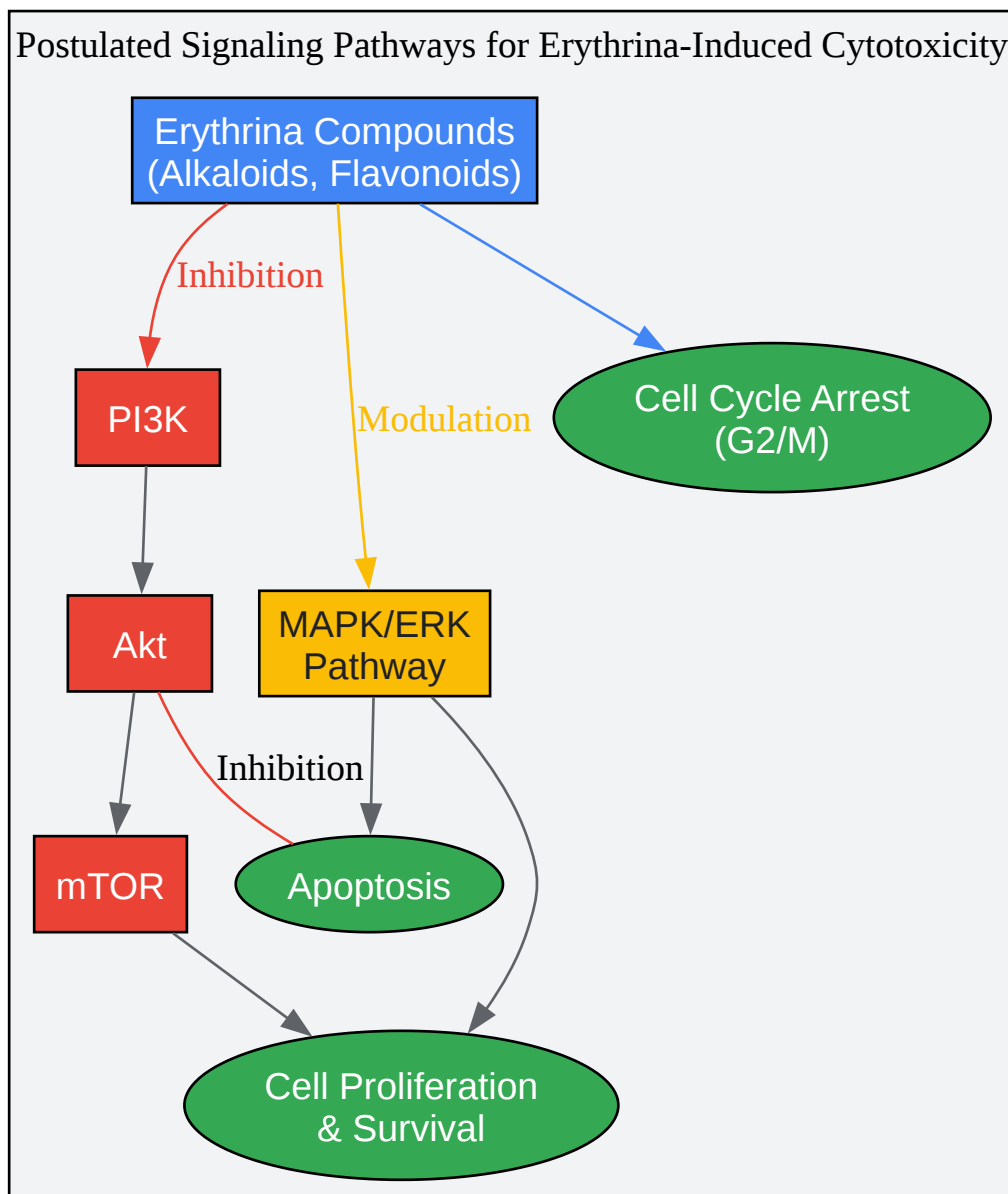 Postulated Signaling Pathways for Erythrina-Induced Cytotoxicity
Erythrina Compounds
(Alkaloids, Flavonoids)
Inhibition
PI3K
Modulation
Cell Cycle Arrest
(G2/M)
Akt
MAPK/ERK
Pathway
Inhibition
mTOR
Apoptosis
Cell Proliferation
& Survival